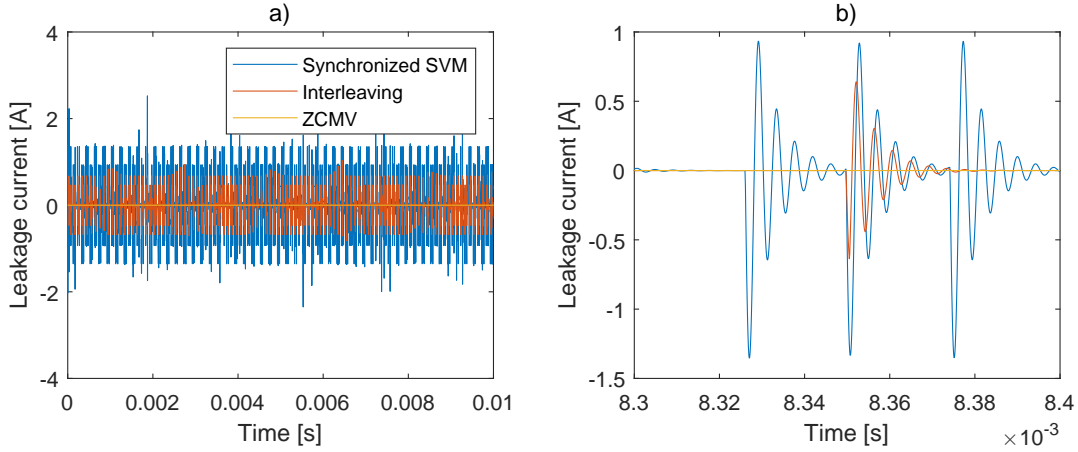 a)
4
2
0
-2
-4
Leakage current [A]
Synchronized SVM
Interleaving
ZCMV
0
0.002
0.004
0.006
0.008
0.01
Time [s]
b)
1
0.5
0
-0.5
-1
-1.5
Leakage current [A]
8.3
8.32
8.34
8.36
8.38
8.4
Time [s]
×10⁻³